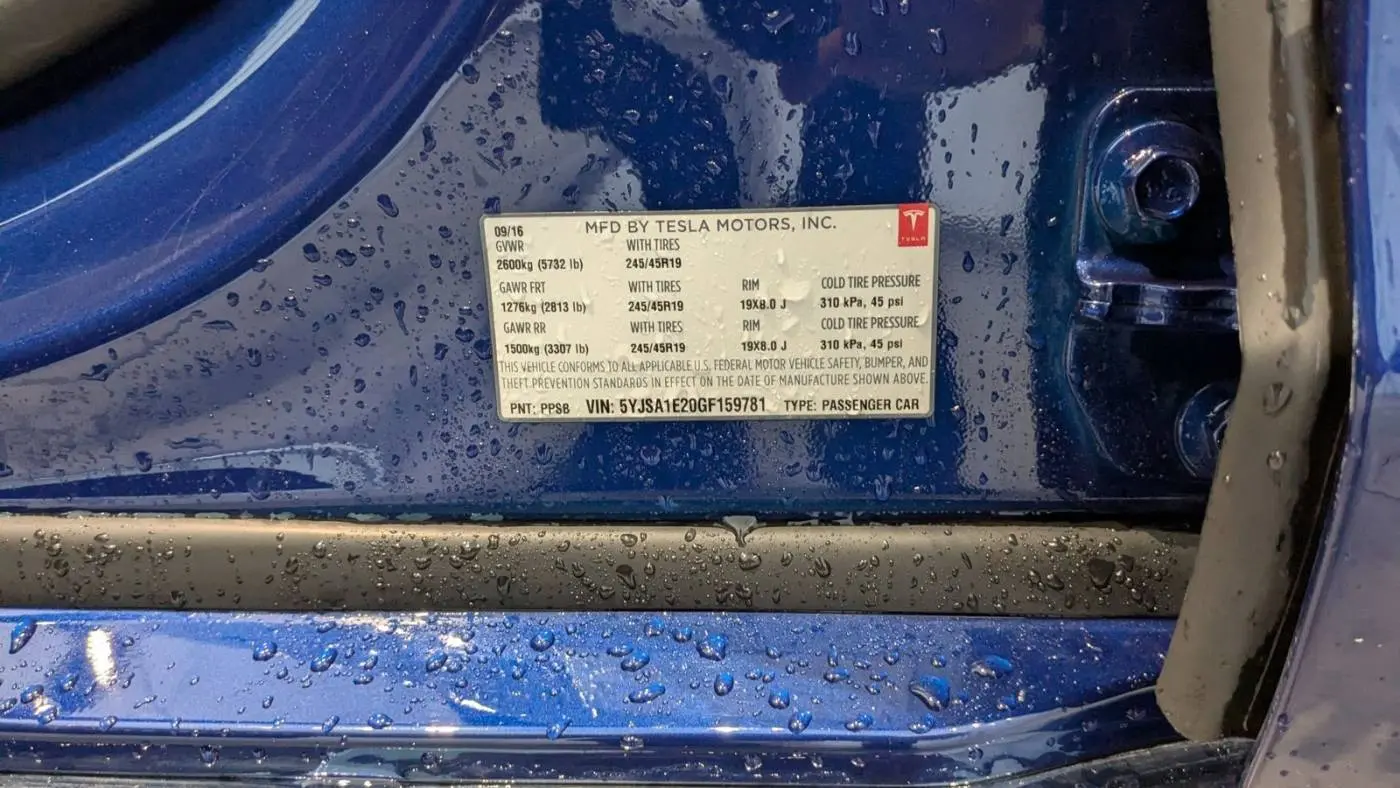 09/16 MFD BY TESLA MOTORS, INC.
TESLA
GVWR WITH TIRES
2600kg (5732 lb) 245/45R19
GAWR FRT WITH TIRES RIM COLD TIRE PRESSURE
1276kg (2813 lb) 245/45R19 19X8.0 J 310 kPa, 45 psi
GAWR RR WITH TIRES RIM COLD TIRE PRESSURE
1500kg (3307 lb) 245/45R19 19X8.0 J 310 kPa, 45 psi
THIS VEHICLE CONFORMS TO ALL APPLICABLE U.S. FEDERAL MOTOR VEHICLE SAFETY, BUMPER, AND
THEFT PREVENTION STANDARDS IN EFFECT ON THE DATE OF MANUFACTURE SHOWN ABOVE.
PNT: PPSB VIN: 5YJSA1E20GF159781 TYPE: PASSENGER CAR